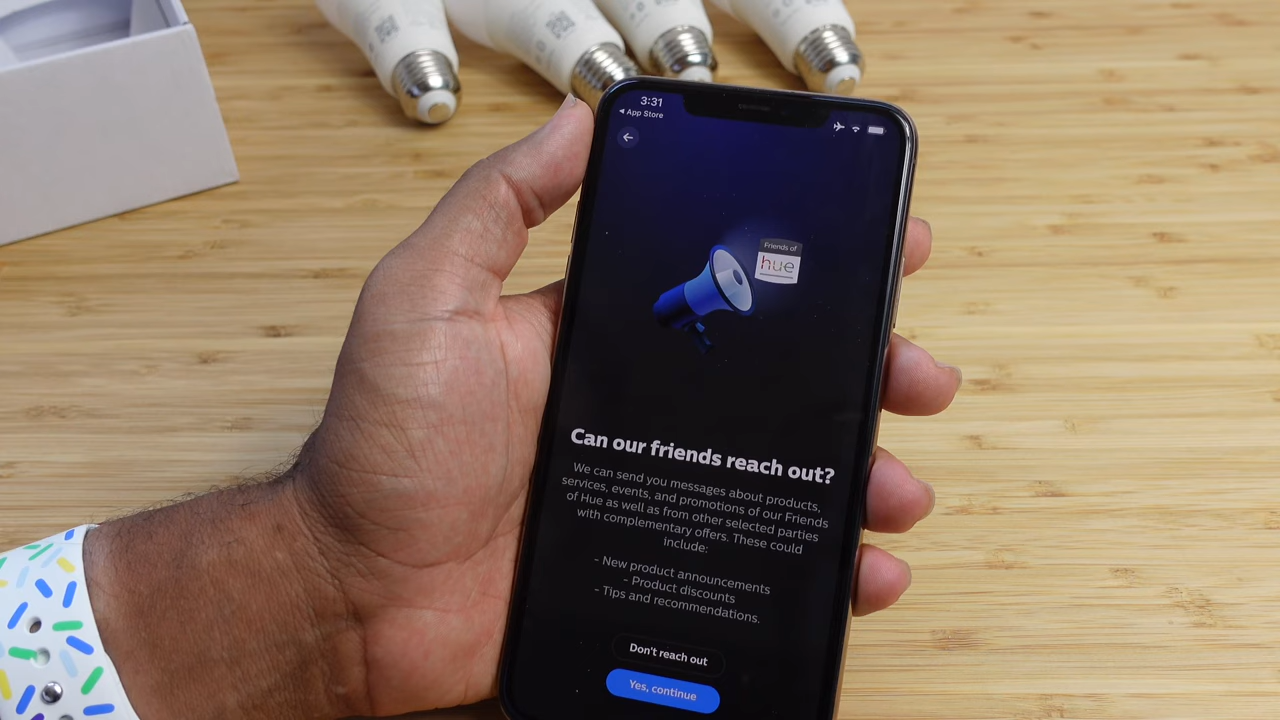 3:31
◀ App Store
Friends of
hue
Can our friends reach out?
We can send you messages about products,
services, events, and promotions of our Friends
of Hue as well as from other selected parties
with complementary offers. These could
include:
- New product announcements
- Product discounts
- Tips and recommendations.
Don't reach out
Yes, continue